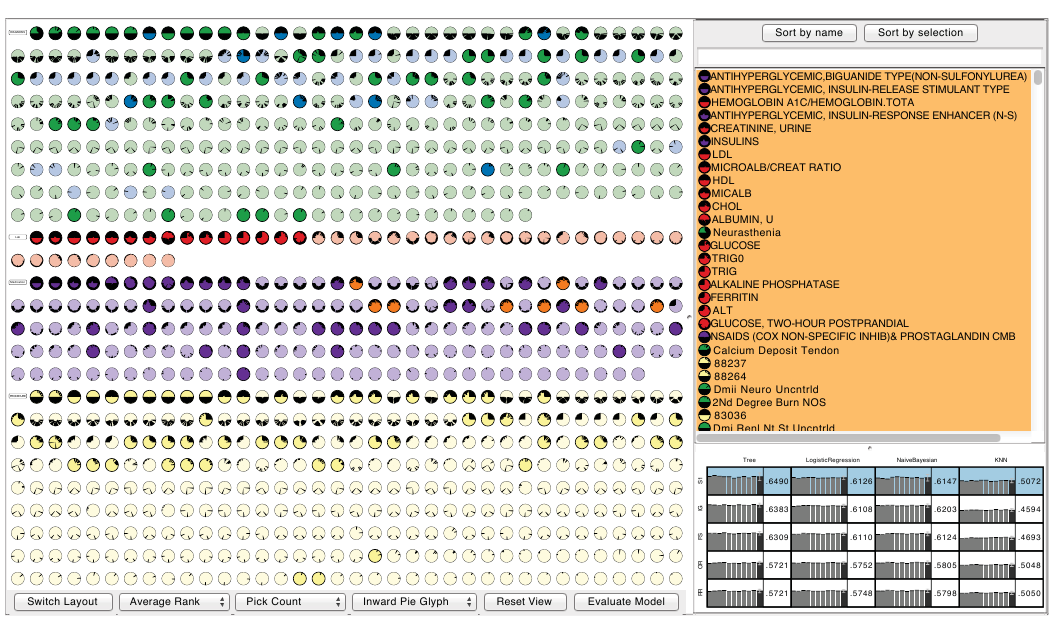 Sort by name Sort by selection
ANTIHYPERGLYCEMIC,BIGUANIDE TYPE(NON-SULFONYLUREA)
ANTIHYPERGLYCEMIC, INSULIN-RELEASE STIMULANT TYPE
HEMOGLOBIN A1C/HEMOGLOBIN.TOTA
ANTIHYPERGLYCEMIC, INSULIN-RESPONSE ENHANCER (N-S)
CREATININE, URINE
INSULINS
LDL
MICROALB/CREAT RATIO
HDL
MICALB
CHOL
ALBUMIN, U
Neurasthenia
GLUCOSE
TRIG0
TRIG
ALKALINE PHOSPHATASE
FERRITIN
ALT
GLUCOSE, TWO-HOUR POSTPRANDIAL
NSAIDS (COX NON-SPECIFIC INHIB)& PROSTAGLANDIN CMB
Calcium Deposit Tendon
88237
88264
Dmii Neuro Uncntrld
2Nd Degree Burn NOS
83036
Dmi Renl Nt St Uncntrld
Tree LogisticRegression NaiveBayesian KNN
.6490 .6126 .6147 .5072
.6383 .6108 .6203 .4594
.6309 .6110 .6124 .4693
.5721 .5752 .5805 .5048
.5721 .5748 .5798 .5050
Switch Layout Average Rank Pick Count Inward Pie Glyph Reset View Evaluate Model